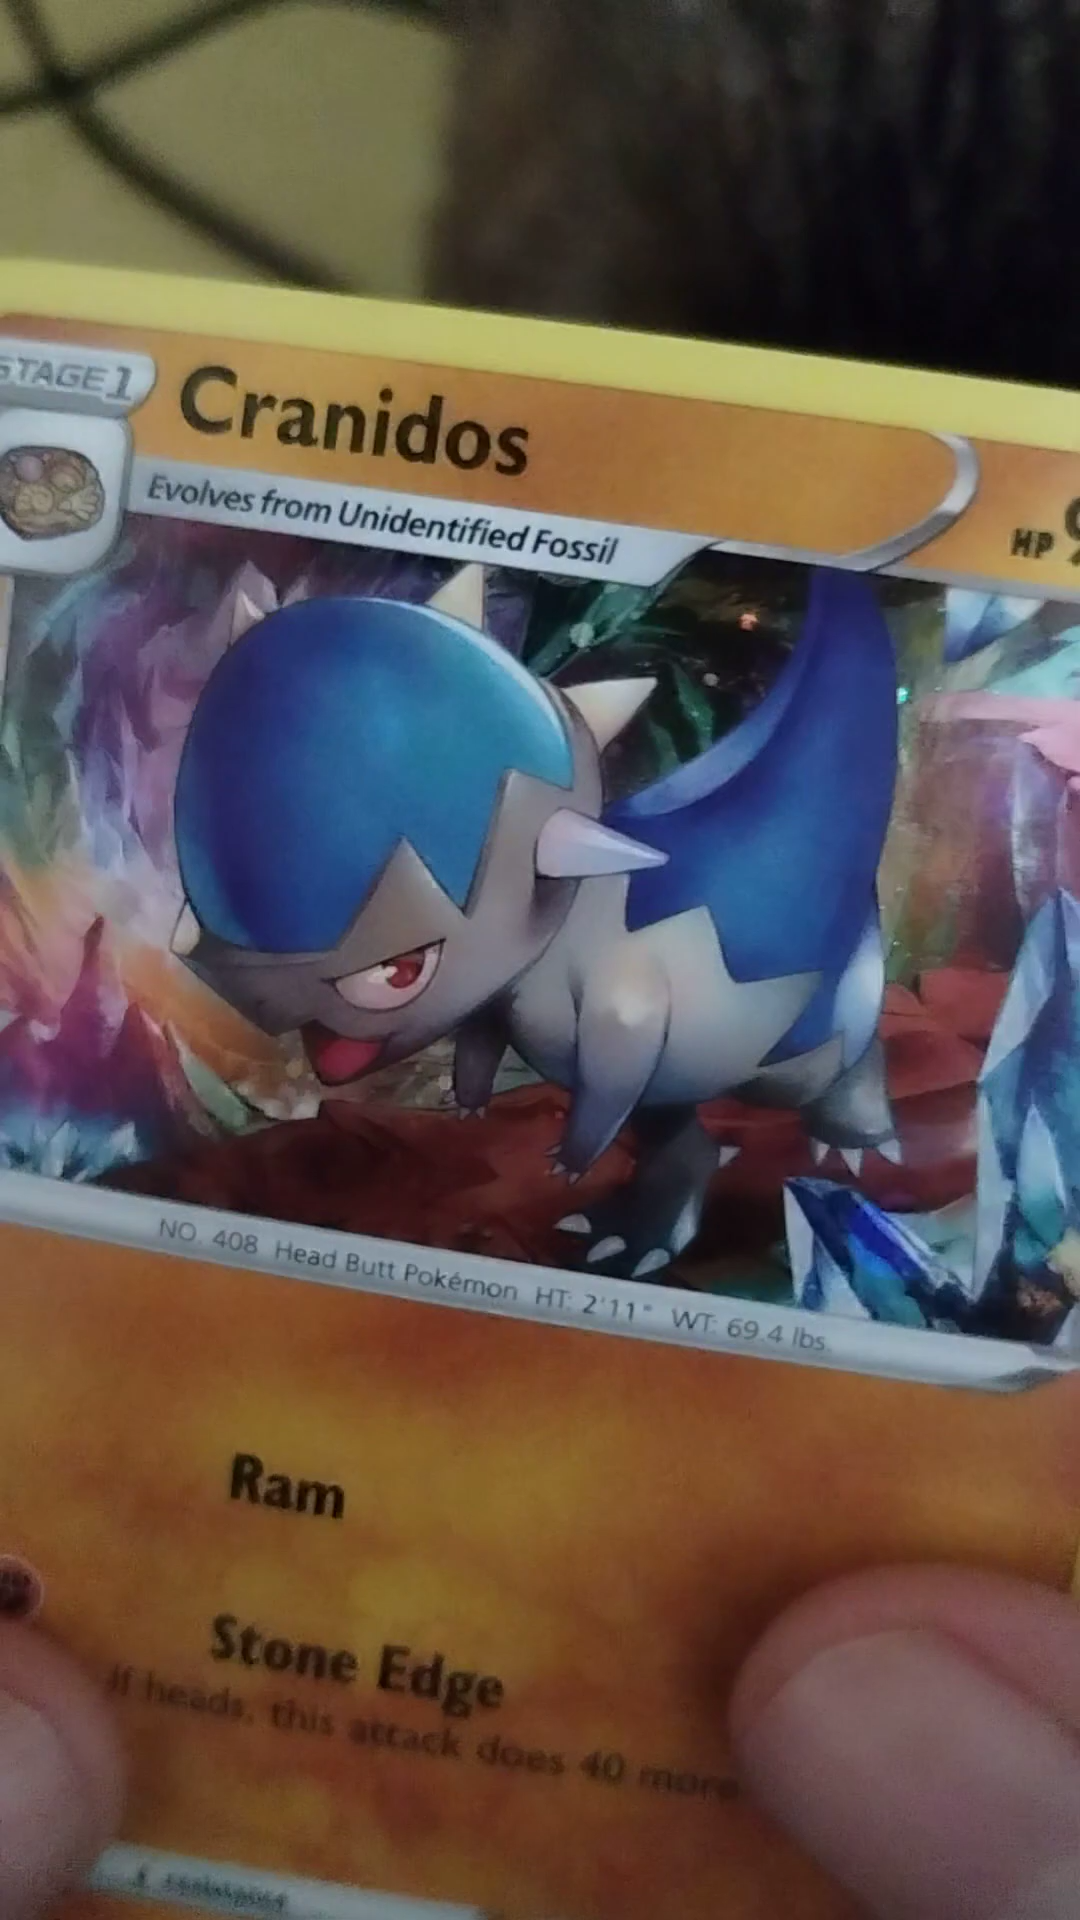 STAGE 1
Cranidos
HP 9
Evolves from Unidentified Fossil
NO. 408 Head Butt Pokémon HT: 2'11" WT: 69.4 lbs.
Ram
Stone Edge
If heads, this attack does 40 more